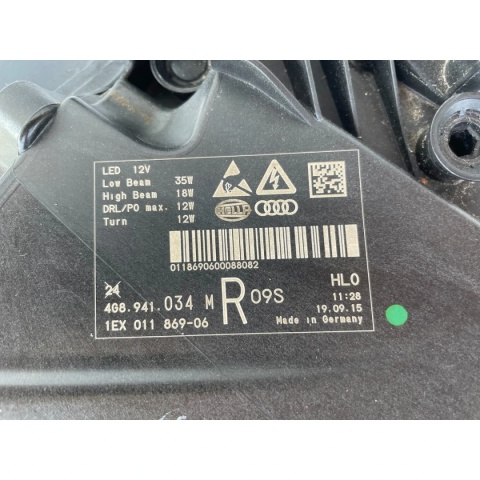 LED 12V
Low Beam 35W
High Beam 18W
DRL/PO max. 12W
Turn 12W
HELLA
0118690600088082
24
4G8.941.034 M R 09S
HL0
11:28
1EX 011 869-06
19.09.15
Made in Germany